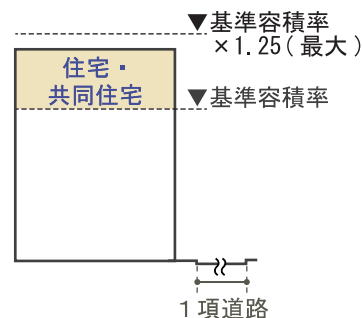 ▼基準容積率
×1.25(最大)
住宅・
共同住宅
▼基準容積率
1項道路